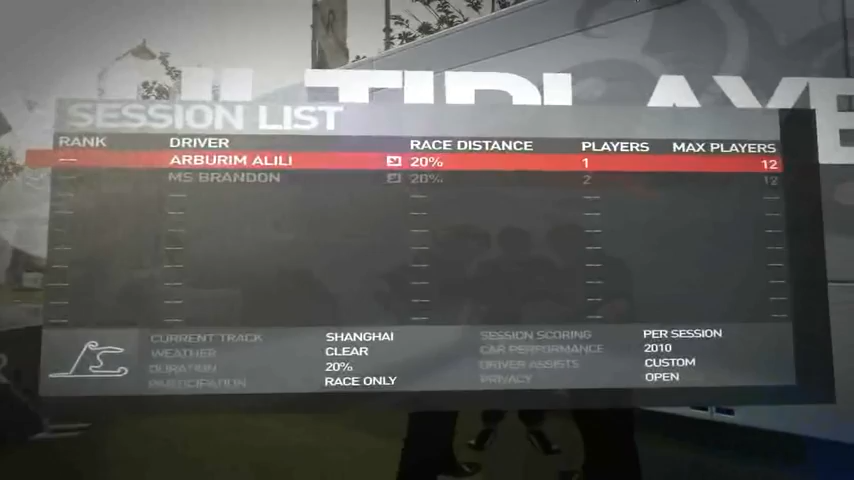 MULTIPLAYE
SESSION LIST
RANK DRIVER RACE DISTANCE PLAYERS MAX PLAYERS
--- ARBURIM ALILI 20% 1 12
MS BRANDON 20% 2 12
CURRENT TRACK SHANGHAI SESSION SCORING PER SESSION
WEATHER CLEAR CAR PERFORMANCE 2010
DURATION 20% DRIVER ASSISTS CUSTOM
PARTICIPATION RACE ONLY PRIVACY OPEN